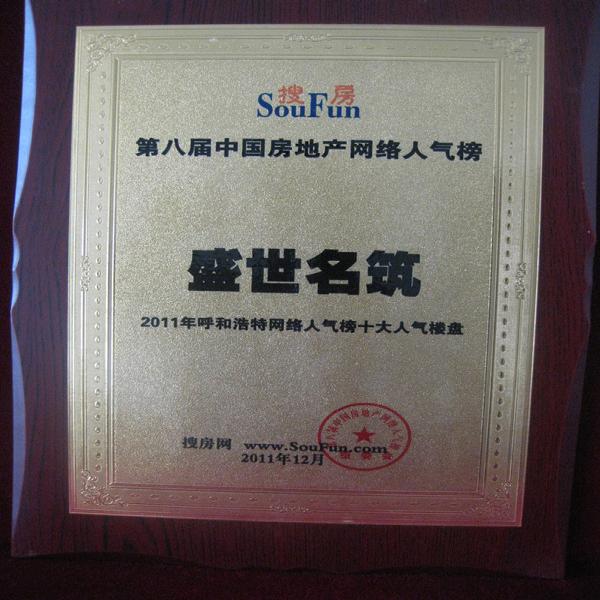 搜房
SouFun
第八届中国房地产网络人气榜
盛世名筑
2011年呼和浩特网络人气榜十大人气楼盘
搜房网 www.SouFun.com
2011年12月